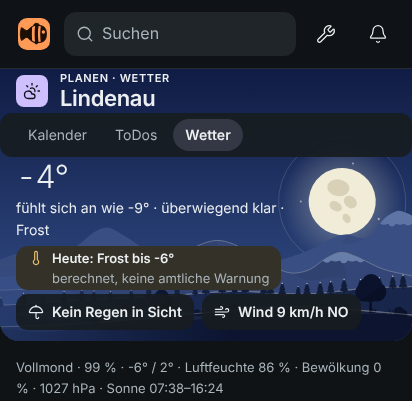 Suchen
PLANEN · WETTER
Lindenau
Kalender ToDos Wetter
-4°
fühlt sich an wie -9° · überwiegend klar ·
Frost
Heute: Frost bis -6°
berechnet, keine amtliche Warnung
Kein Regen in Sicht Wind 9 km/h NO
Vollmond · 99 % · -6° / 2° · Luftfeuchte 86 % · Bewölkung 0
% · 1027 hPa · Sonne 07:38–16:24